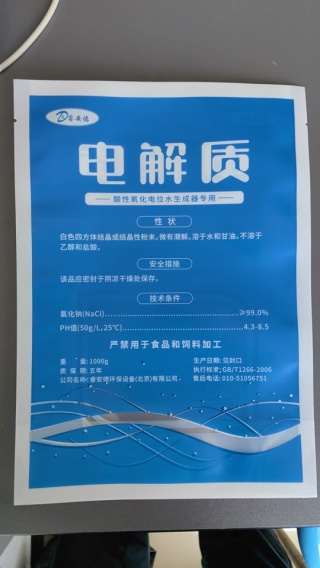 睿安德
电解质
酸性氧化电位水生成器专用
性 状
白色四方体结晶或结晶性粉末,微有潮解,溶于水和甘油,不溶于
乙醇和盐酸。
安全措施
该品应密封于阴凉干燥处保存。
技术条件
氯化钠(NaCl) ≥99.0%
PH值(50g/L,25℃) 4.3-8.5
严禁用于食品和饲料加工
重 量:1000g 生产日期:见封口
质 保 期:五年 执行标准:GB/T1266-2006
公司名称:睿安德环保设备(北京)有限公司 售后电话:010-51056751